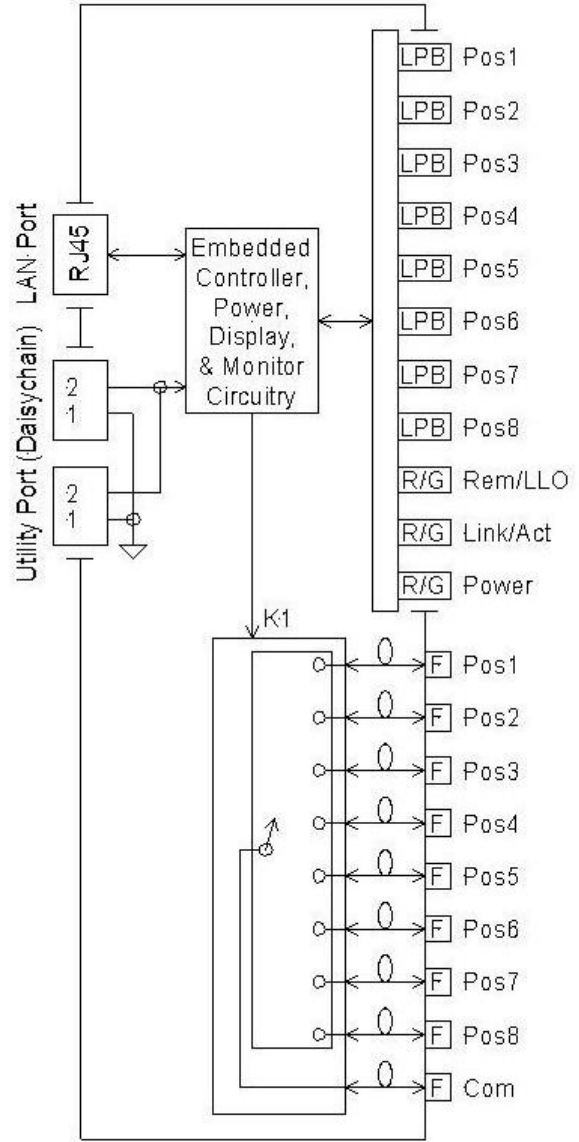 LPB Pos1
LPB Pos2
LPB Pos3
LPB Pos4
LPB Pos5
LPB Pos6
LPB Pos7
LPB Pos8
R/G Rem/LLO
R/G Link/Act
R/G Power
LAN Port
RJ45
Utility Port (Daisychain)
2
1
2
1
Embedded
Controller,
Power,
Display,
& Monitor
Circuitry
K1
F Pos1
F Pos2
F Pos3
F Pos4
F Pos5
F Pos6
F Pos7
F Pos8
F Com